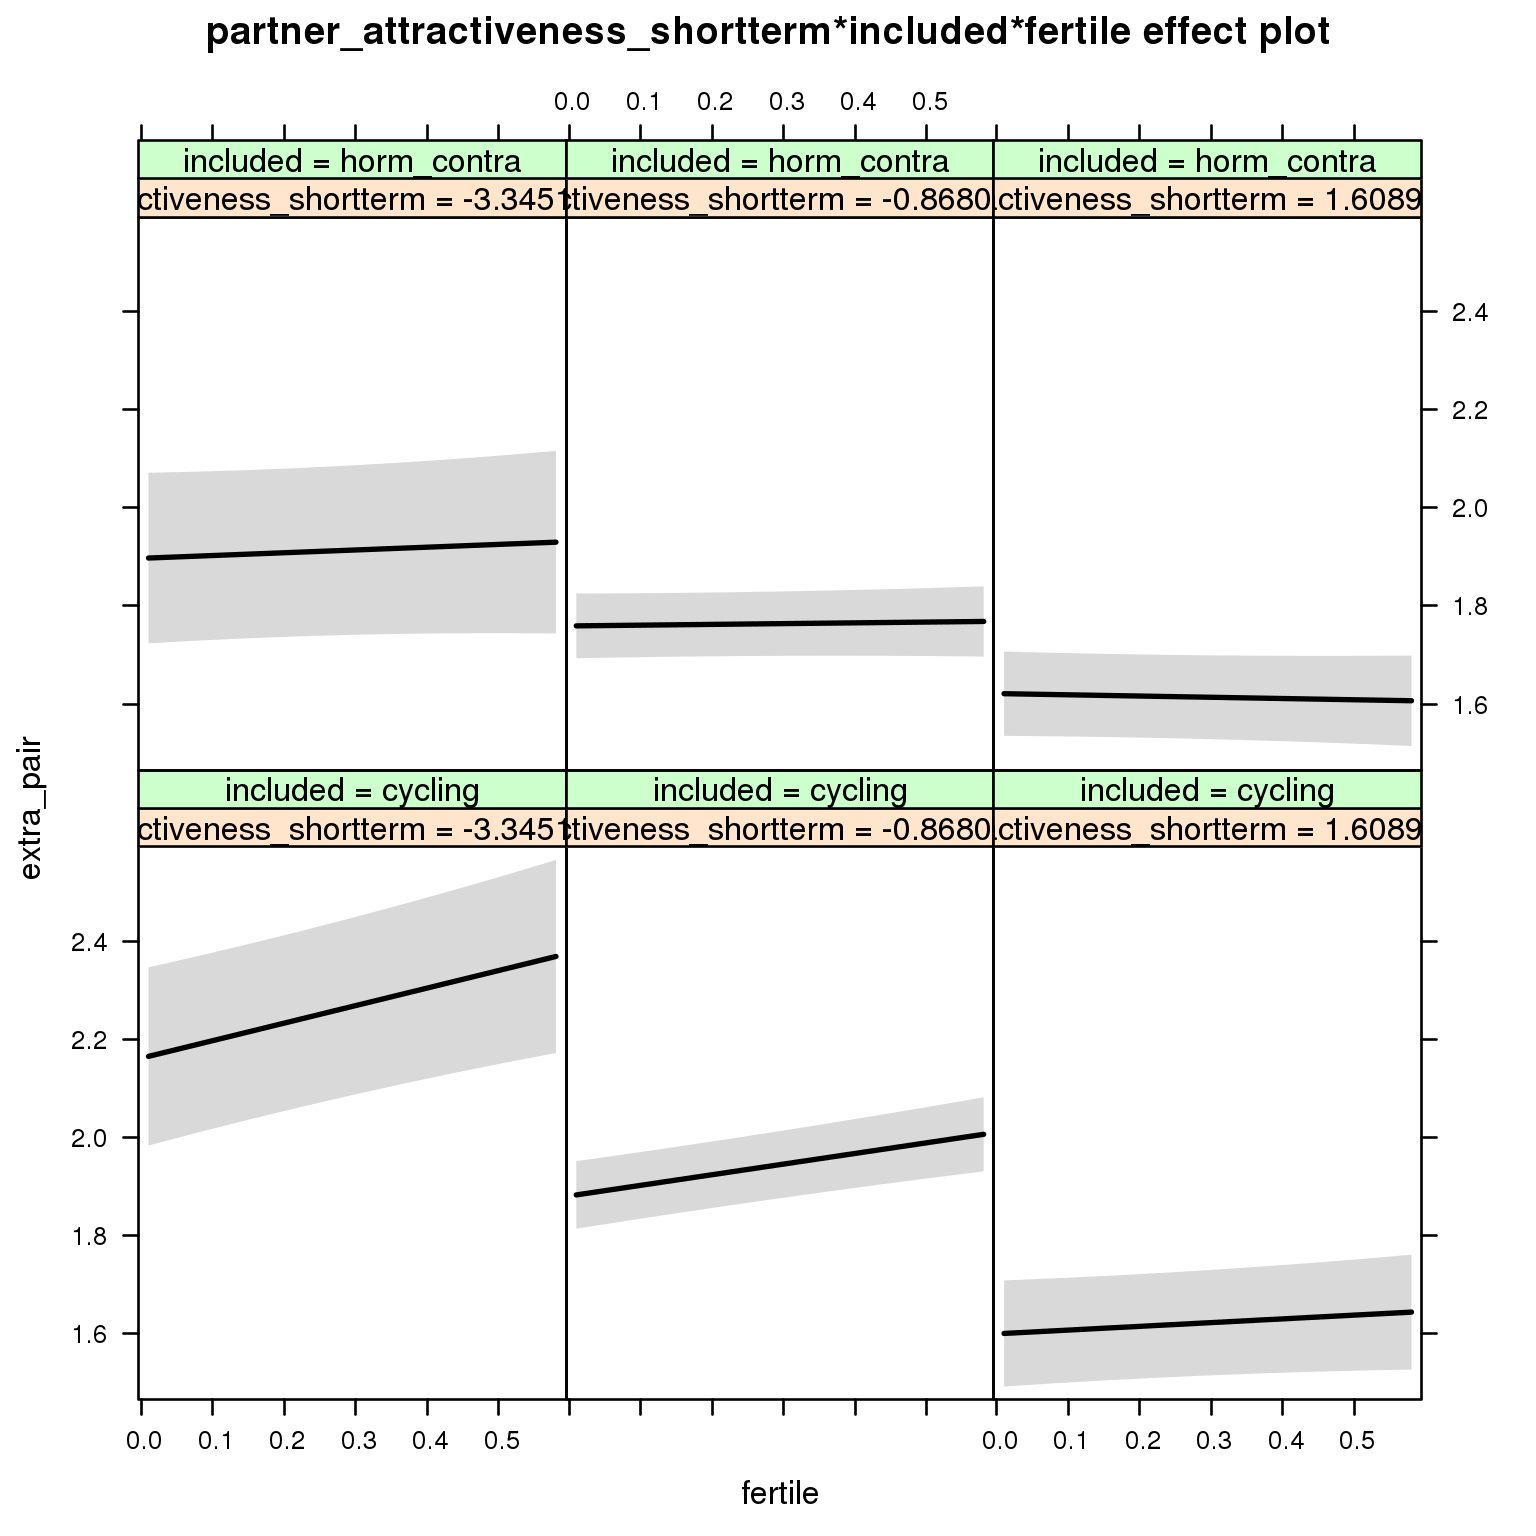 partner_attractiveness_shortterm*included*fertile effect plot
0.0 0.1 0.2 0.3 0.4 0.5
included = horm_contra included = horm_contra included = horm_contra
ctiveness_shortterm = -3.3451 ctiveness_shortterm = -0.8680 ctiveness_shortterm = 1.6089
2.4
2.2
2.0
1.8
1.6
extra_pair
included = cycling included = cycling included = cycling
ctiveness_shortterm = -3.3451 ctiveness_shortterm = -0.8680 ctiveness_shortterm = 1.6089
2.4
2.2
2.0
1.8
1.6
0.0 0.1 0.2 0.3 0.4 0.5 0.0 0.1 0.2 0.3 0.4 0.5
fertile